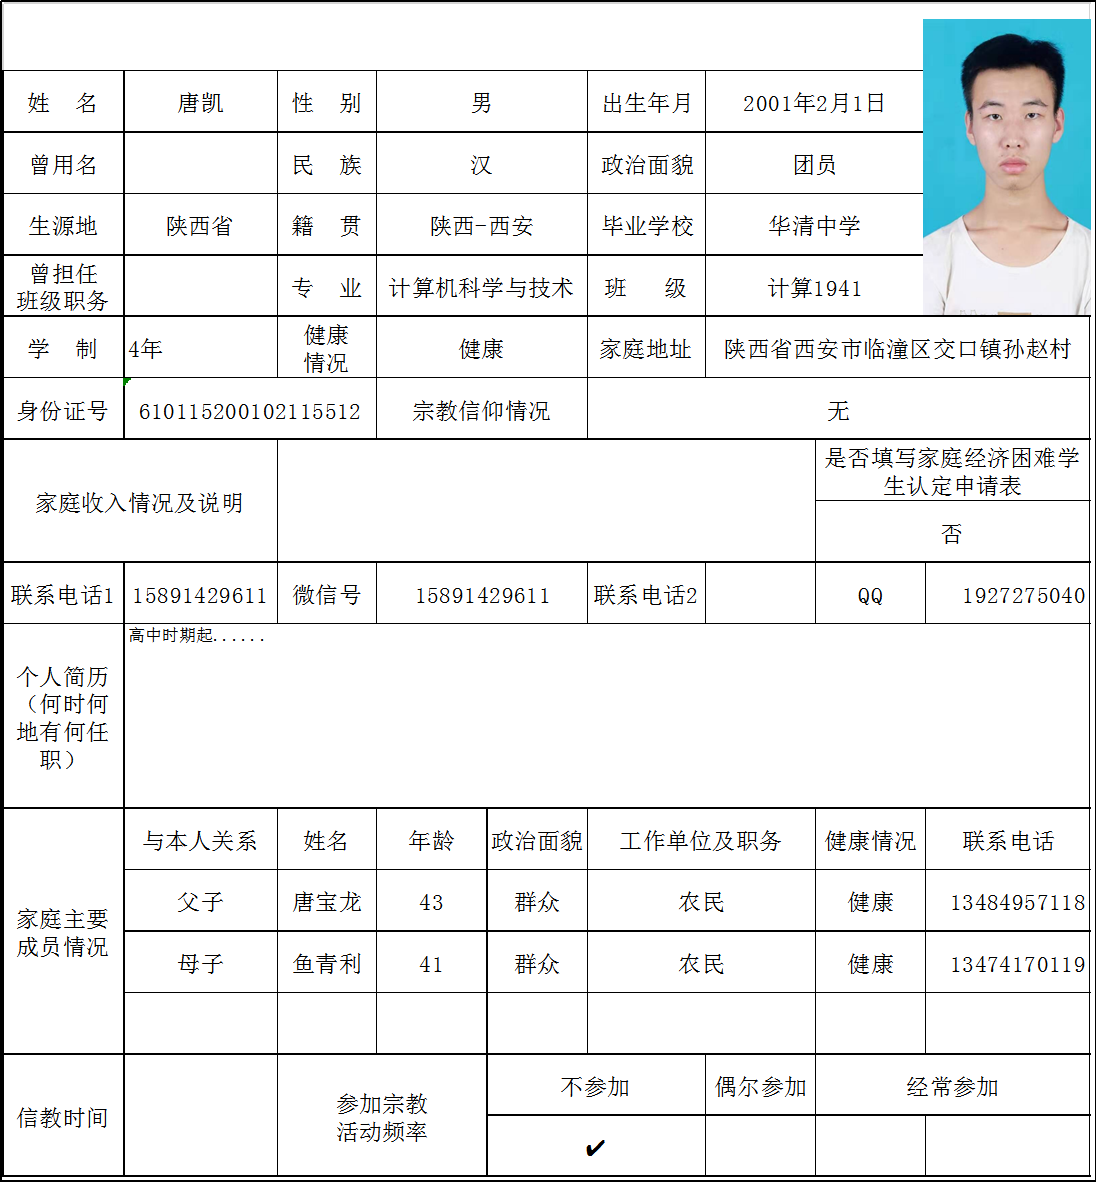 姓 名 唐凯 性 别 男 出生年月 2001年2月1日
曾用名 民 族 汉 政治面貌 团员
生源地 陕西省 籍 贯 陕西-西安 毕业学校 华清中学
曾担任
班级职务 专 业 计算机科学与技术 班 级 计算1941
学 制 4年 健康
情况 健康 家庭地址 陕西省西安市临潼区交口镇孙赵村
身份证号 610115200102115512 宗教信仰情况 无
家庭收入情况及说明 是否填写家庭经济困难学
生认定申请表
否
联系电话1 15891429611 微信号 15891429611 联系电话2 QQ 1927275040
个人简历
（何时何
地有何任
职） 高中时期起......
家庭主要
成员情况 与本人关系 姓名 年龄 政治面貌 工作单位及职务 健康情况 联系电话
父子 唐宝龙 43 群众 农民 健康 13484957118
母子 鱼青利 41 群众 农民 健康 13474170119
信教时间 参加宗教
活动频率 不参加 偶尔参加 经常参加
✔